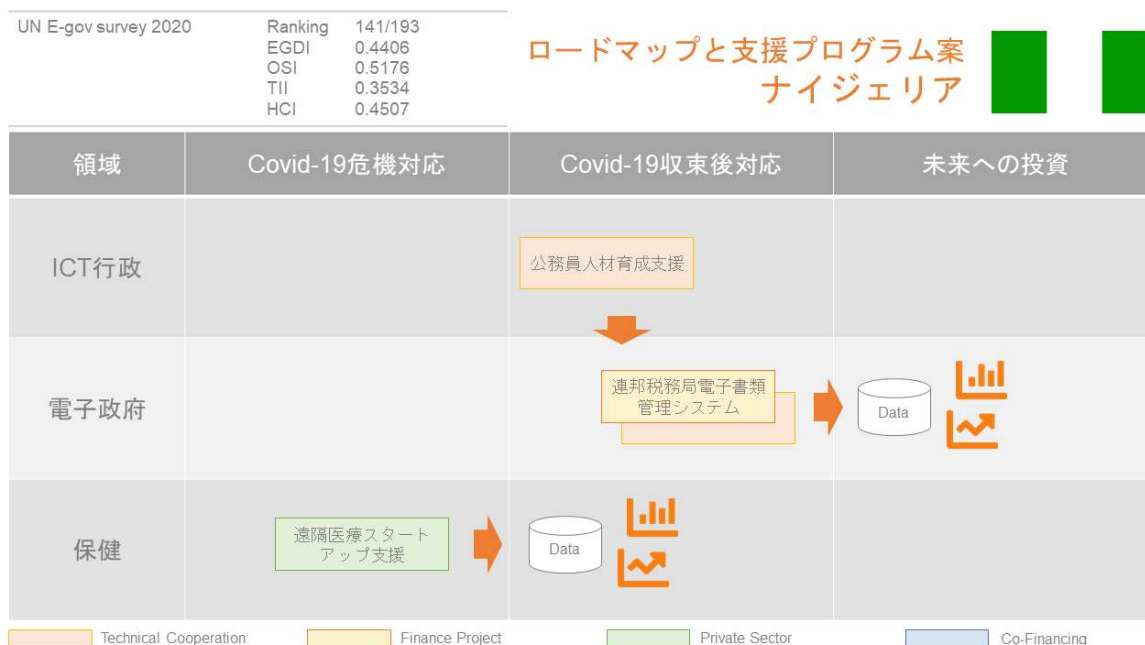 UN E-gov survey 2020
Ranking 141/193
EGDI 0.4406
OSI 0.5176
TII 0.3534
HCI 0.4507
ロードマップと支援プログラム案
ナイジェリア
領域 Covid-19危機対応 Covid-19収束後対応 未来への投資
ICT行政
公務員人材育成支援
電子政府
連邦税務局電子書類
管理システム
Data
保健
遠隔医療スタート
アップ支援
Data
Technical Cooperation Finance Project Private Sector Co-Financing